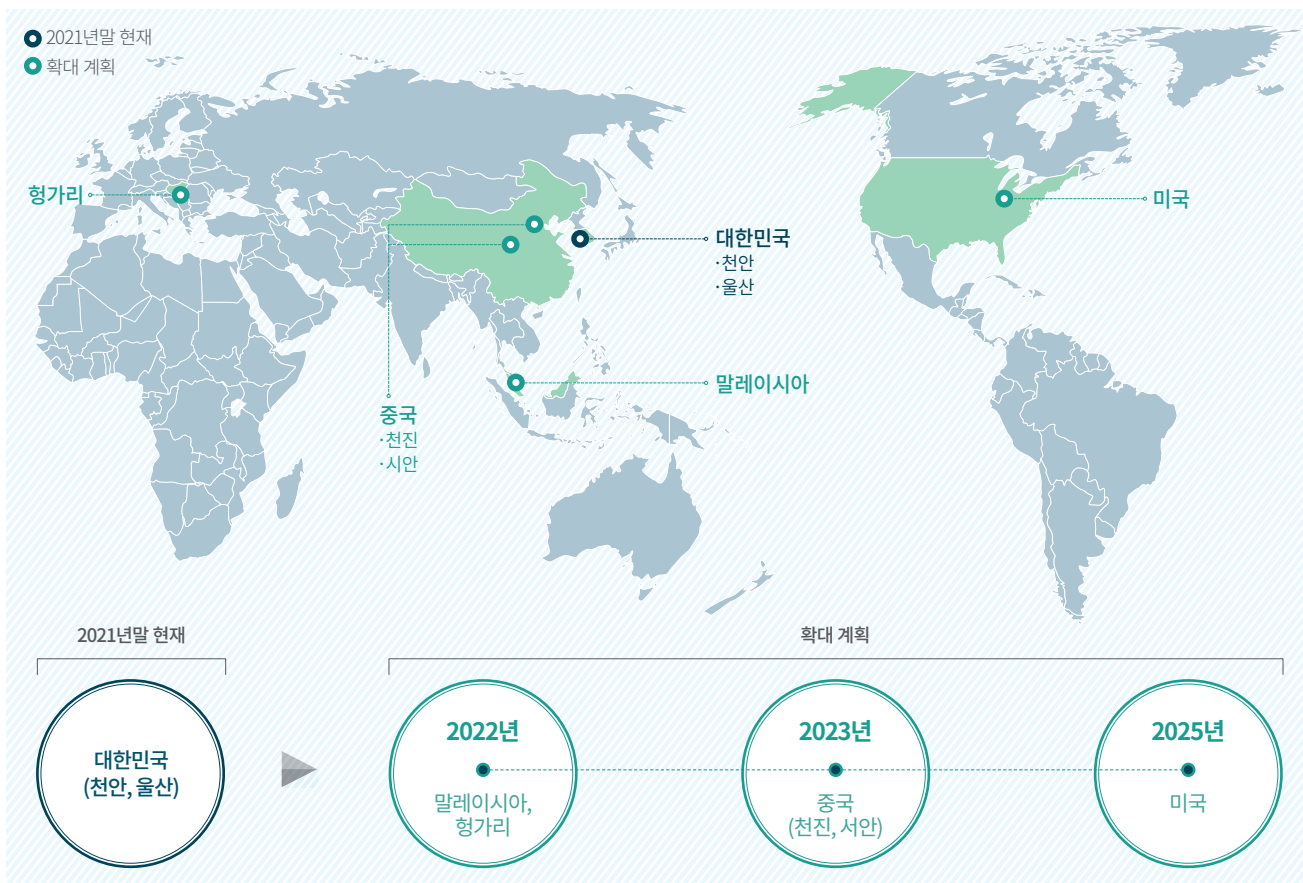 2021년말 현재
확대 계획
헝가리
미국
대한민국
·천안
·울산
말레이시아
중국
·천진
·시안
2021년말 현재
확대 계획
대한민국
(천안, 울산)
2022년
말레이시아,
헝가리
2023년
중국
(천진, 서안)
2025년
미국